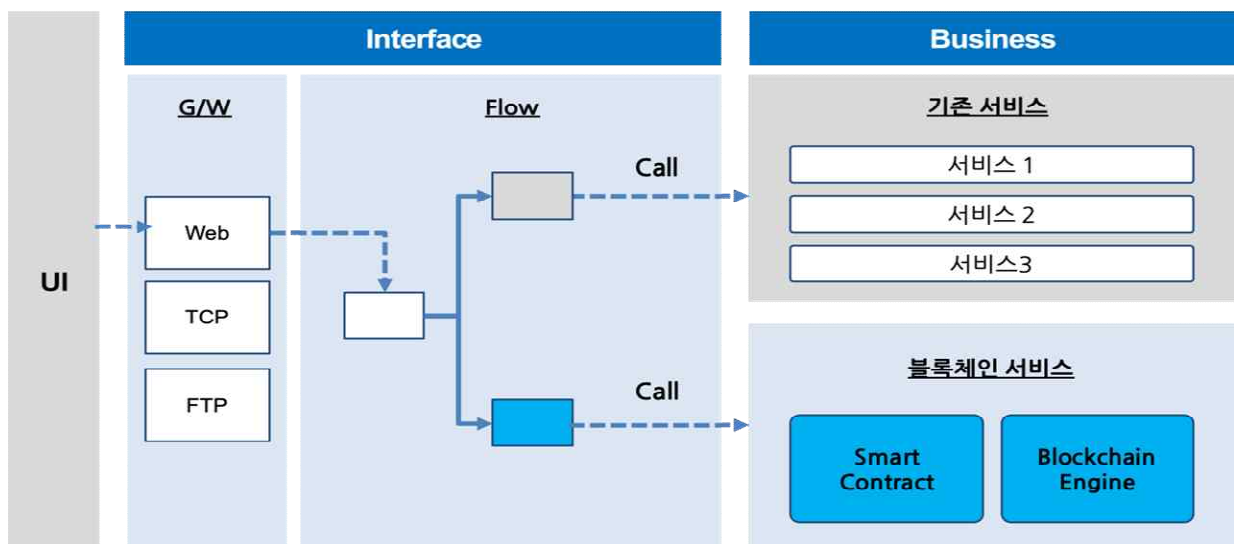 Interface
Business
UI
G/W
Web
TCP
FTP
Flow
Call
Call
기존 서비스
서비스 1
서비스 2
서비스3
블록체인 서비스
Smart
Contract
Blockchain
Engine